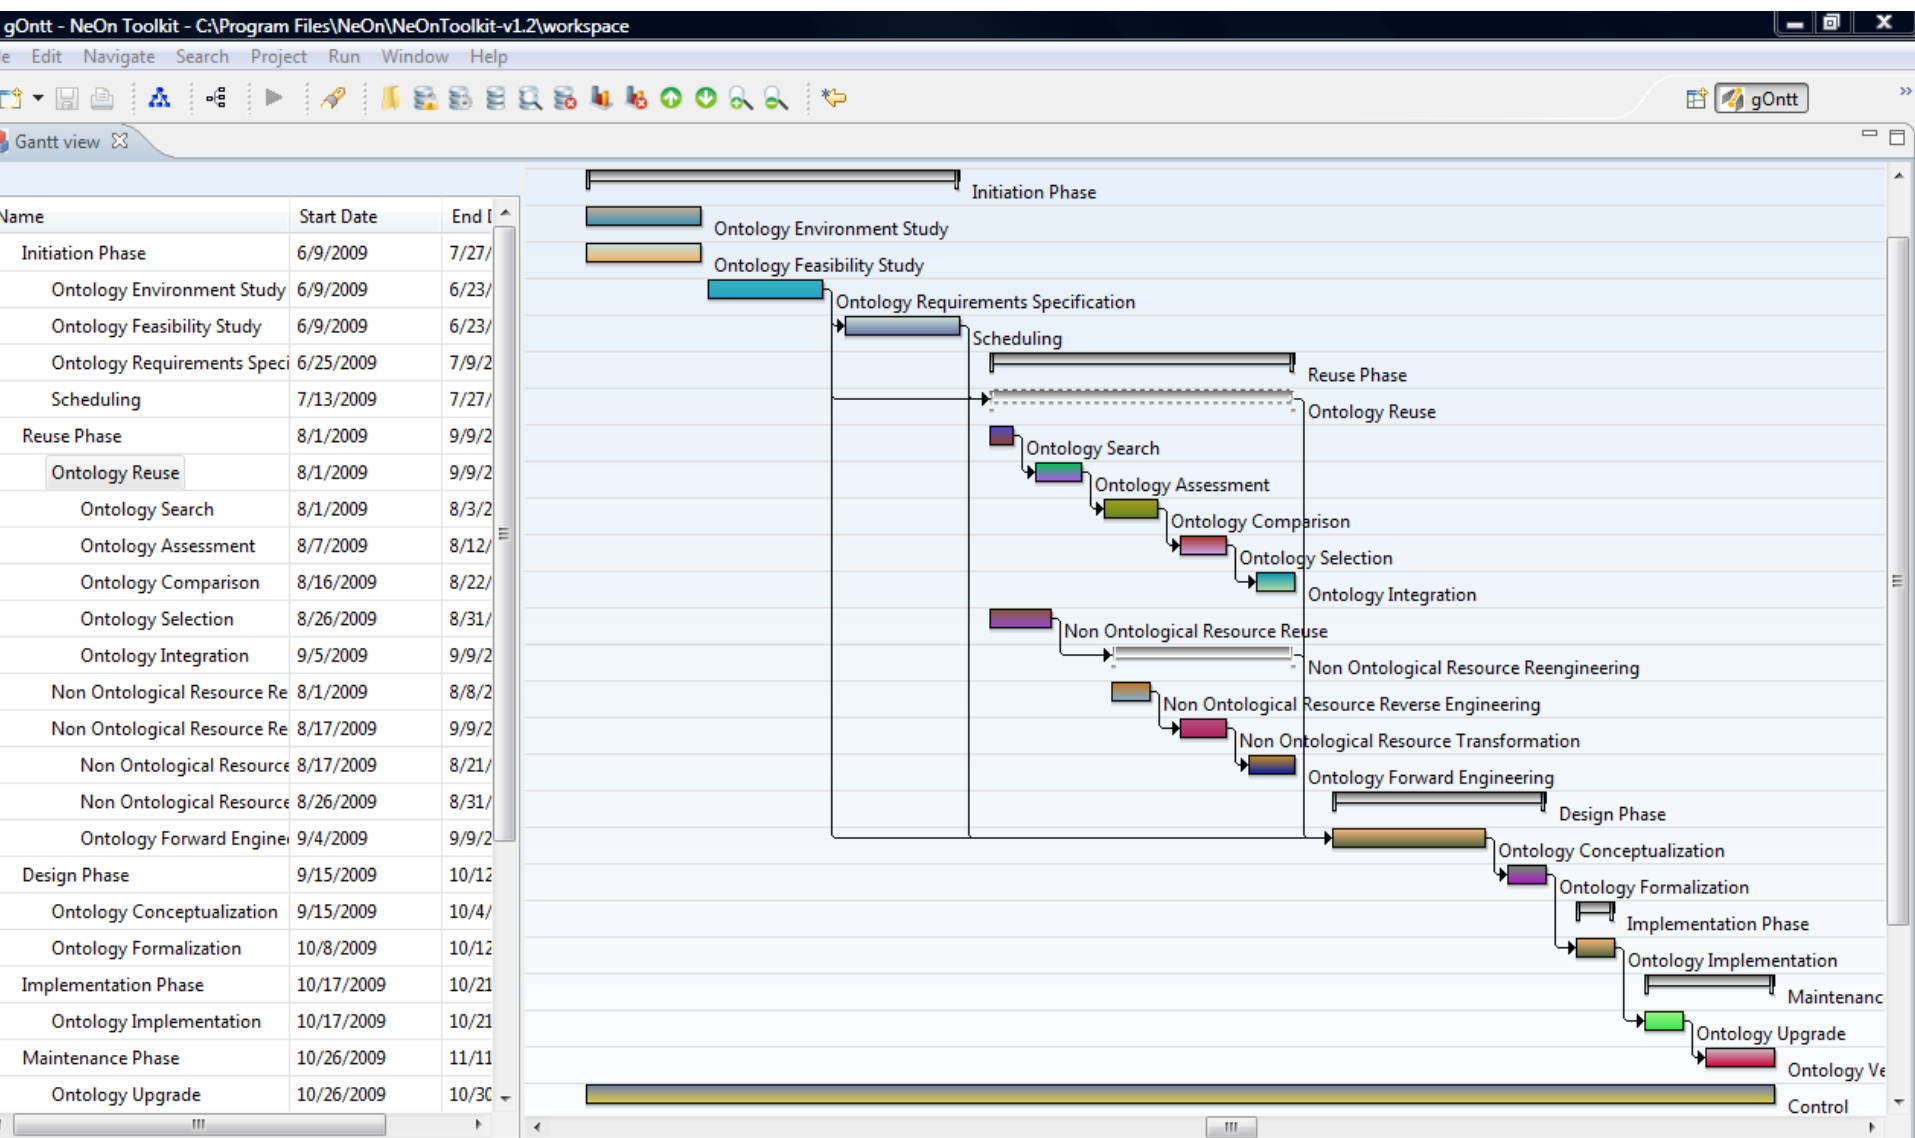 gOntt - NeOn Toolkit - C:\Program Files\NeOn\NeOnToolkit-v1.2\workspace
Edit Navigate Search Project Run Window Help
gOntt
Gantt view
Name Start Date End D
Initiation Phase 6/9/2009 7/27/
Ontology Environment Study 6/9/2009 6/23/
Ontology Feasibility Study 6/9/2009 6/23/
Ontology Requirements Speci 6/25/2009 7/9/2
Scheduling 7/13/2009 7/27/
Reuse Phase 8/1/2009 9/9/2
Ontology Reuse 8/1/2009 9/9/2
Ontology Search 8/1/2009 8/3/2
Ontology Assessment 8/7/2009 8/12/
Ontology Comparison 8/16/2009 8/22/
Ontology Selection 8/26/2009 8/31/
Ontology Integration 9/5/2009 9/9/2
Non Ontological Resource Re 8/1/2009 8/8/2
Non Ontological Resource Re 8/17/2009 9/9/2
Non Ontological Resource 8/17/2009 8/21/
Non Ontological Resource 8/26/2009 8/31/
Ontology Forward Engine 9/4/2009 9/9/2
Design Phase 9/15/2009 10/12
Ontology Conceptualization 9/15/2009 10/4/
Ontology Formalization 10/8/2009 10/12
Implementation Phase 10/17/2009 10/21
Ontology Implementation 10/17/2009 10/21
Maintenance Phase 10/26/2009 11/11
Ontology Upgrade 10/26/2009 10/30
Initiation Phase
Ontology Environment Study
Ontology Feasibility Study
Ontology Requirements Specification
Scheduling
Reuse Phase
Ontology Reuse
Ontology Search
Ontology Assessment
Ontology Comparison
Ontology Selection
Ontology Integration
Non Ontological Resource Reuse
Non Ontological Resource Reengineering
Non Ontological Resource Reverse Engineering
Non Ontological Resource Transformation
Ontology Forward Engineering
Design Phase
Ontology Conceptualization
Ontology Formalization
Implementation Phase
Ontology Implementation
Maintenanc
Ontology Upgrade
Ontology Ve
Control